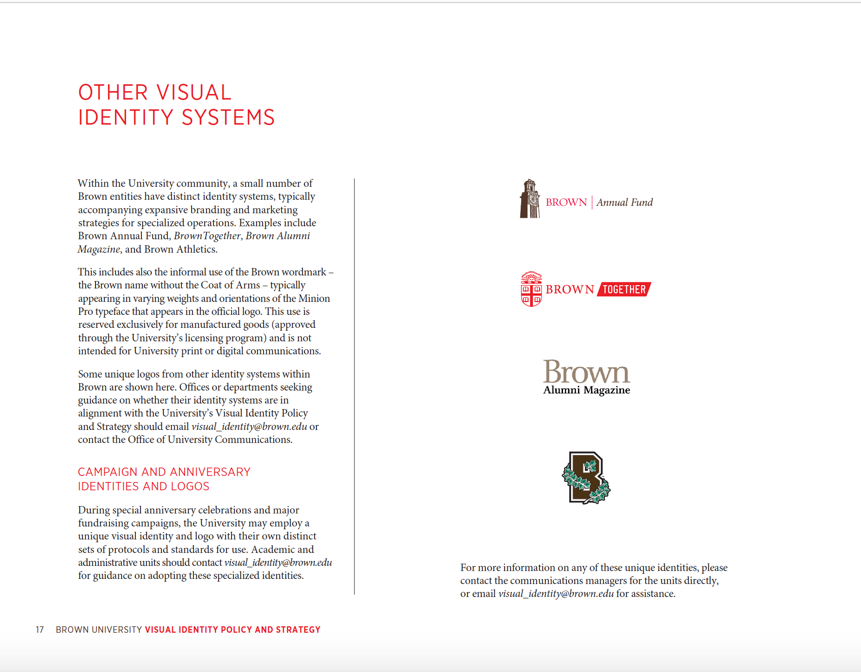 OTHER VISUAL
IDENTITY SYSTEMS
Within the University community, a small number of
Brown entities have distinct identity systems, typically
accompanying expansive branding and marketing
strategies for specialized operations. Examples include
Brown Annual Fund, BrownTogether, Brown Alumni
Magazine, and Brown Athletics.
This includes also the informal use of the Brown wordmark –
the Brown name without the Coat of Arms – typically
appearing in varying weights and orientations of the Minion
Pro typeface that appears in the official logo. This use is
reserved exclusively for manufactured goods (approved
through the University's licensing program) and is not
intended for University print or digital communications.
Some unique logos from other identity systems within
Brown are shown here. Offices or departments seeking
guidance on whether their identity systems are in
alignment with the University's Visual Identity Policy
and Strategy should email visual_identity@brown.edu or
contact the Office of University Communications.
CAMPAIGN AND ANNIVERSARY
IDENTITIES AND LOGOS
During special anniversary celebrations and major
fundraising campaigns, the University may employ a
unique visual identity and logo with their own distinct
sets of protocols and standards for use. Academic and
administrative units should contact visual_identity@brown.edu
for guidance on adopting these specialized identities.
BROWN | Annual Fund
BROWN TOGETHER
Brown
Alumni Magazine
B
For more information on any of these unique identities, please
contact the communications managers for the units directly,
or email visual_identity@brown.edu for assistance.
17 BROWN UNIVERSITY VISUAL IDENTITY POLICY AND STRATEGY